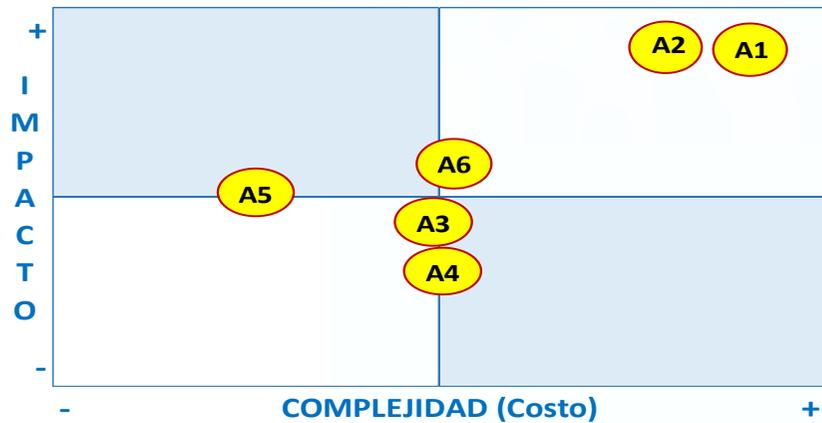 +
I
M
P
A
C
T
O
-
A2
A1
A6
A5
A3
A4
-
COMPLEJIDAD (Costo)
+